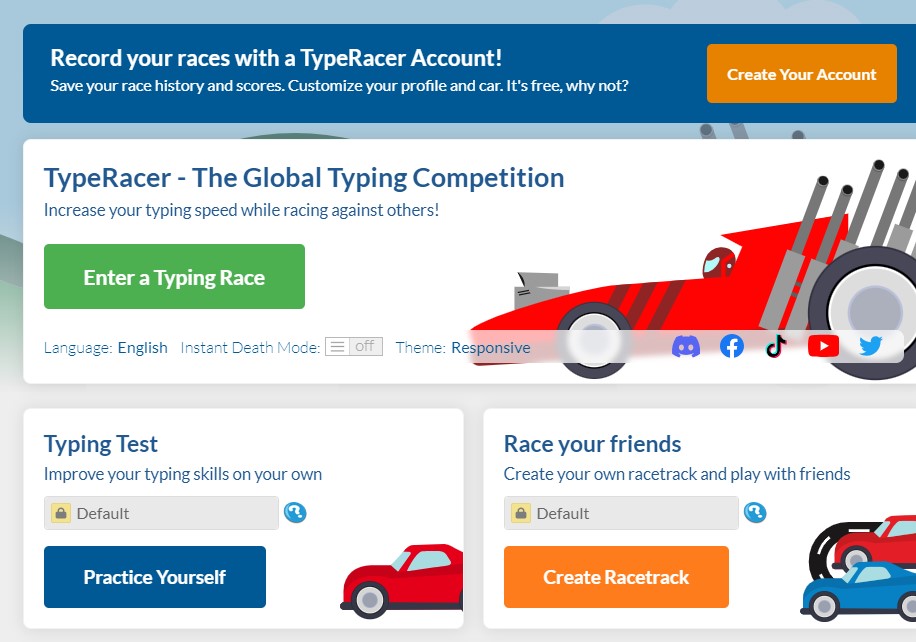 Record your races with a TypeRacer Account!
Save your race history and scores. Customize your profile and car. It's free, why not?
Create Your Account
TypeRacer - The Global Typing Competition
Increase your typing speed while racing against others!
Enter a Typing Race
Language: English Instant Death Mode: off Theme: Responsive
Typing Test
Improve your typing skills on your own
Default
Practice Yourself
Race your friends
Create your own racetrack and play with friends
Default
Create Racetrack